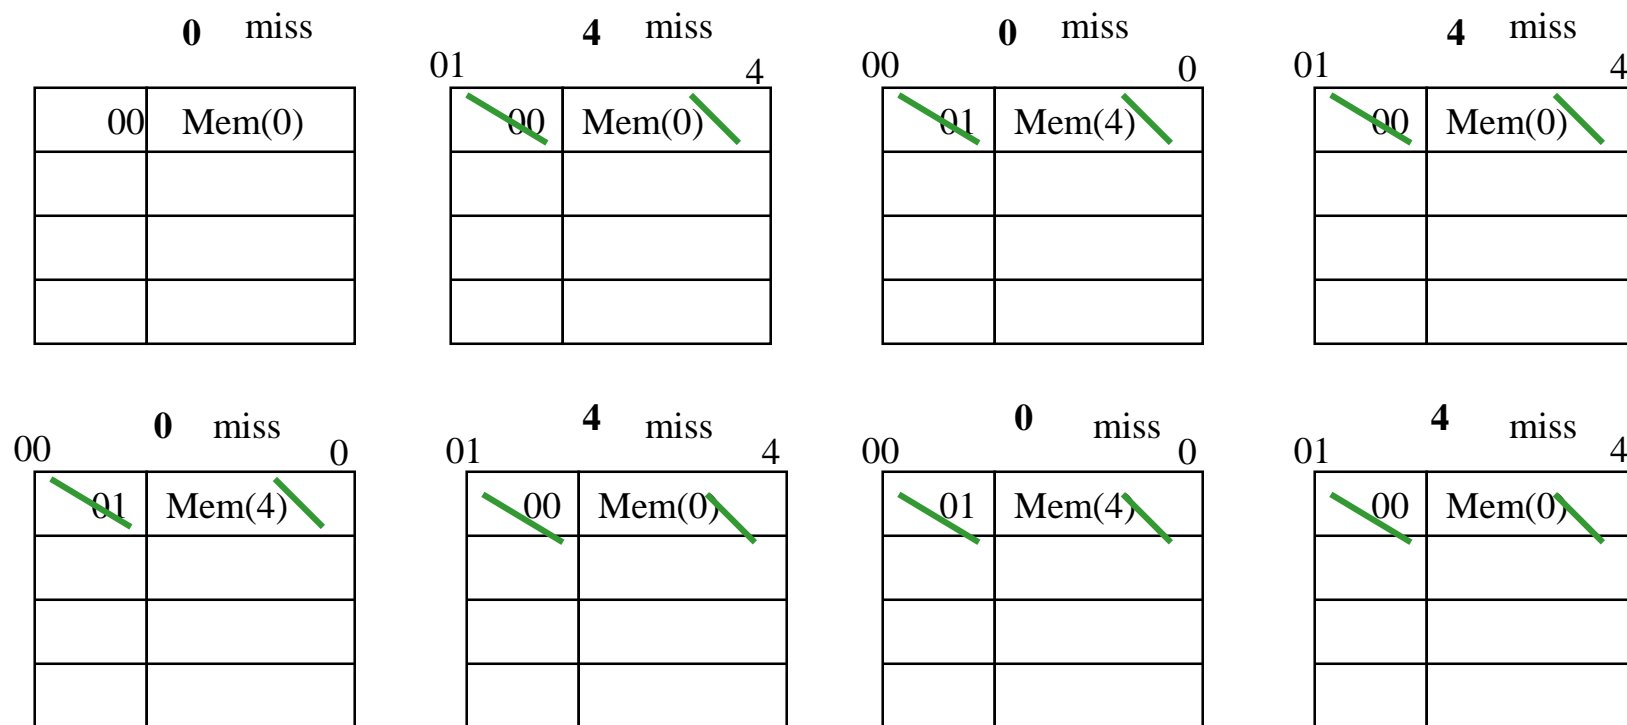 0 miss 4 miss 0 miss 4 miss
01 4 00 0 01 4
00 Mem(0) 00 Mem(0) 01 Mem(4) 00 Mem(0)
0 miss 4 miss 0 miss 4 miss
00 0 01 4 00 0 01 4
01 Mem(4) 00 Mem(0) 01 Mem(4) 00 Mem(0)